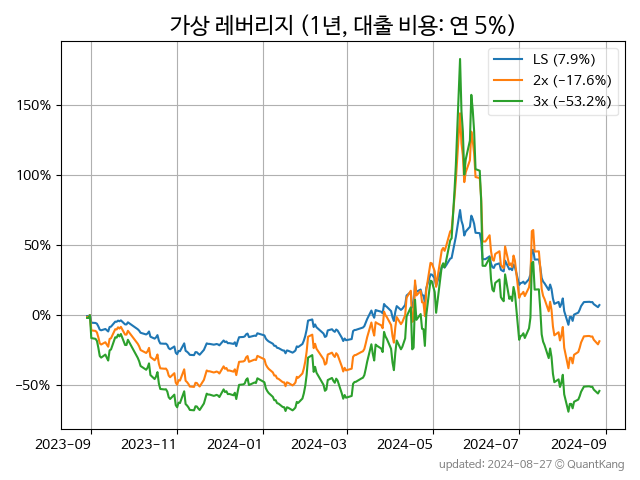 가상 레버리지 (1년, 대출 비용: 연 5%)
LS (7.9%)
2x (−17.6%)
3x (−53.2%)
150%
100%
50%
0%
−50%
2023-09 2023-11 2024-01 2024-03 2024-05 2024-07 2024-09
updated: 2024-08-27 © QuantKang